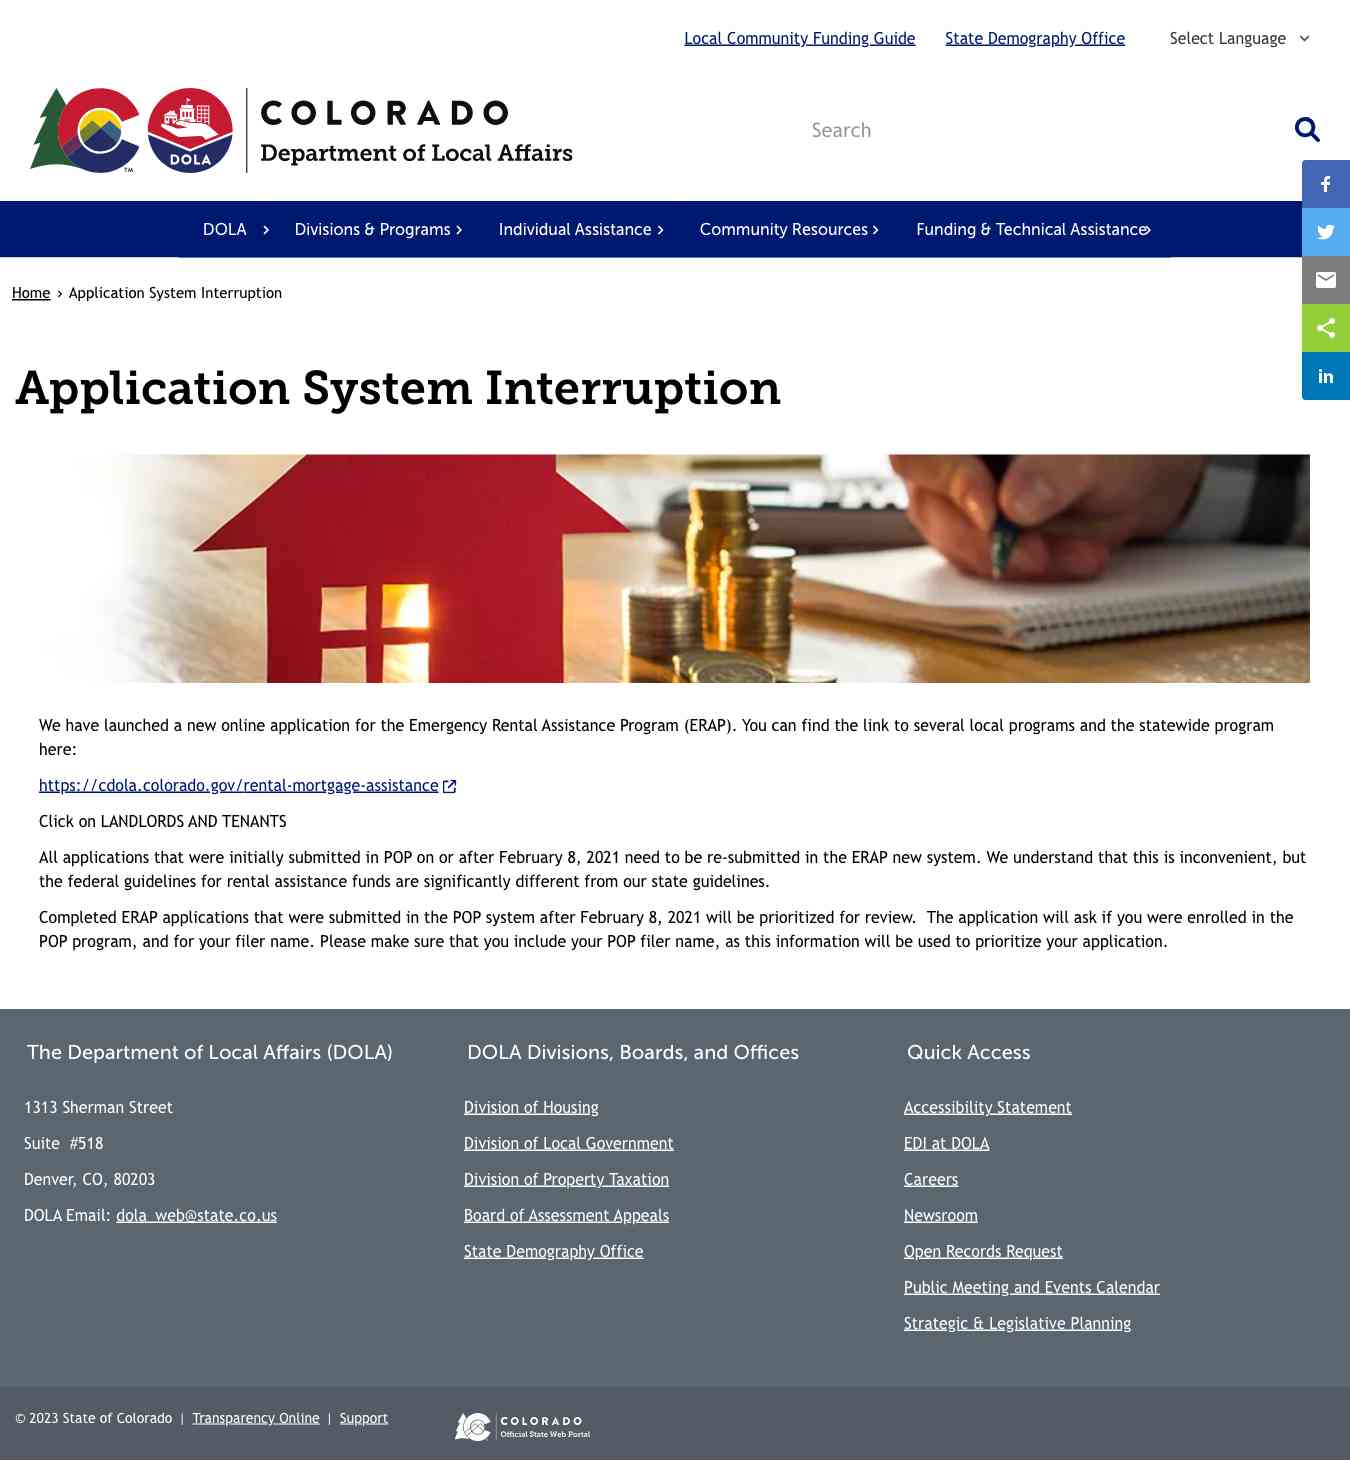 Local Community Funding Guide State Demography Office Select Language
COLORADO
Department of Local Affairs
DOLA
TM
Search
DOLA Divisions & Programs Individual Assistance Community Resources Funding & Technical Assistance
Home › Application System Interruption
Application System Interruption
We have launched a new online application for the Emergency Rental Assistance Program (ERAP). You can find the link to several local programs and the statewide program
here:
https://cdola.colorado.gov/rental-mortgage-assistance
Click on LANDLORDS AND TENANTS
All applications that were initially submitted in POP on or after February 8, 2021 need to be re-submitted in the ERAP new system. We understand that this is inconvenient, but
the federal guidelines for rental assistance funds are significantly different from our state guidelines.
Completed ERAP applications that were submitted in the POP system after February 8, 2021 will be prioritized for review.  The application will ask if you were enrolled in the
POP program, and for your filer name. Please make sure that you include your POP filer name, as this information will be used to prioritize your application.
The Department of Local Affairs (DOLA)
1313 Sherman Street
Suite  #518
Denver, CO, 80203
DOLA Email: dola_web@state.co.us
DOLA Divisions, Boards, and Offices
Division of Housing
Division of Local Government
Division of Property Taxation
Board of Assessment Appeals
State Demography Office
Quick Access
Accessibility Statement
EDI at DOLA
Careers
Newsroom
Open Records Request
Public Meeting and Events Calendar
Strategic & Legislative Planning
© 2023 State of Colorado | Transparency Online | Support
COLORADO
Official State Web Portal